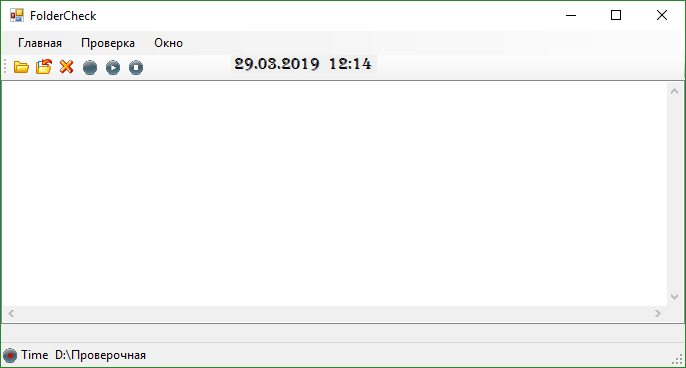 FolderCheck
Главная Проверка Окно
29.03.2019 12:14
Time D:\Проверочная